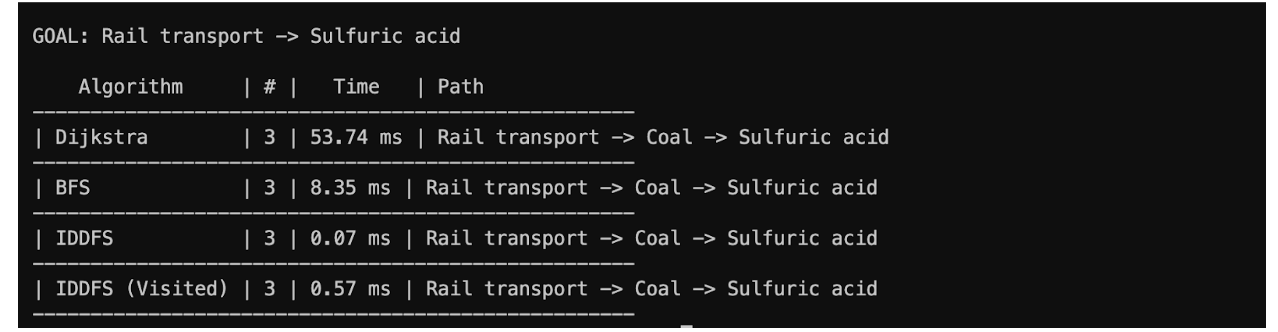 GOAL: Rail transport -> Sulfuric acid
Algorithm | # | Time | Path
| Dijkstra | 3 | 53.74 ms | Rail transport -> Coal -> Sulfuric acid
| BFS | 3 | 8.35 ms | Rail transport -> Coal -> Sulfuric acid
| IDDFS | 3 | 0.07 ms | Rail transport -> Coal -> Sulfuric acid
| IDDFS (Visited) | 3 | 0.57 ms | Rail transport -> Coal -> Sulfuric acid